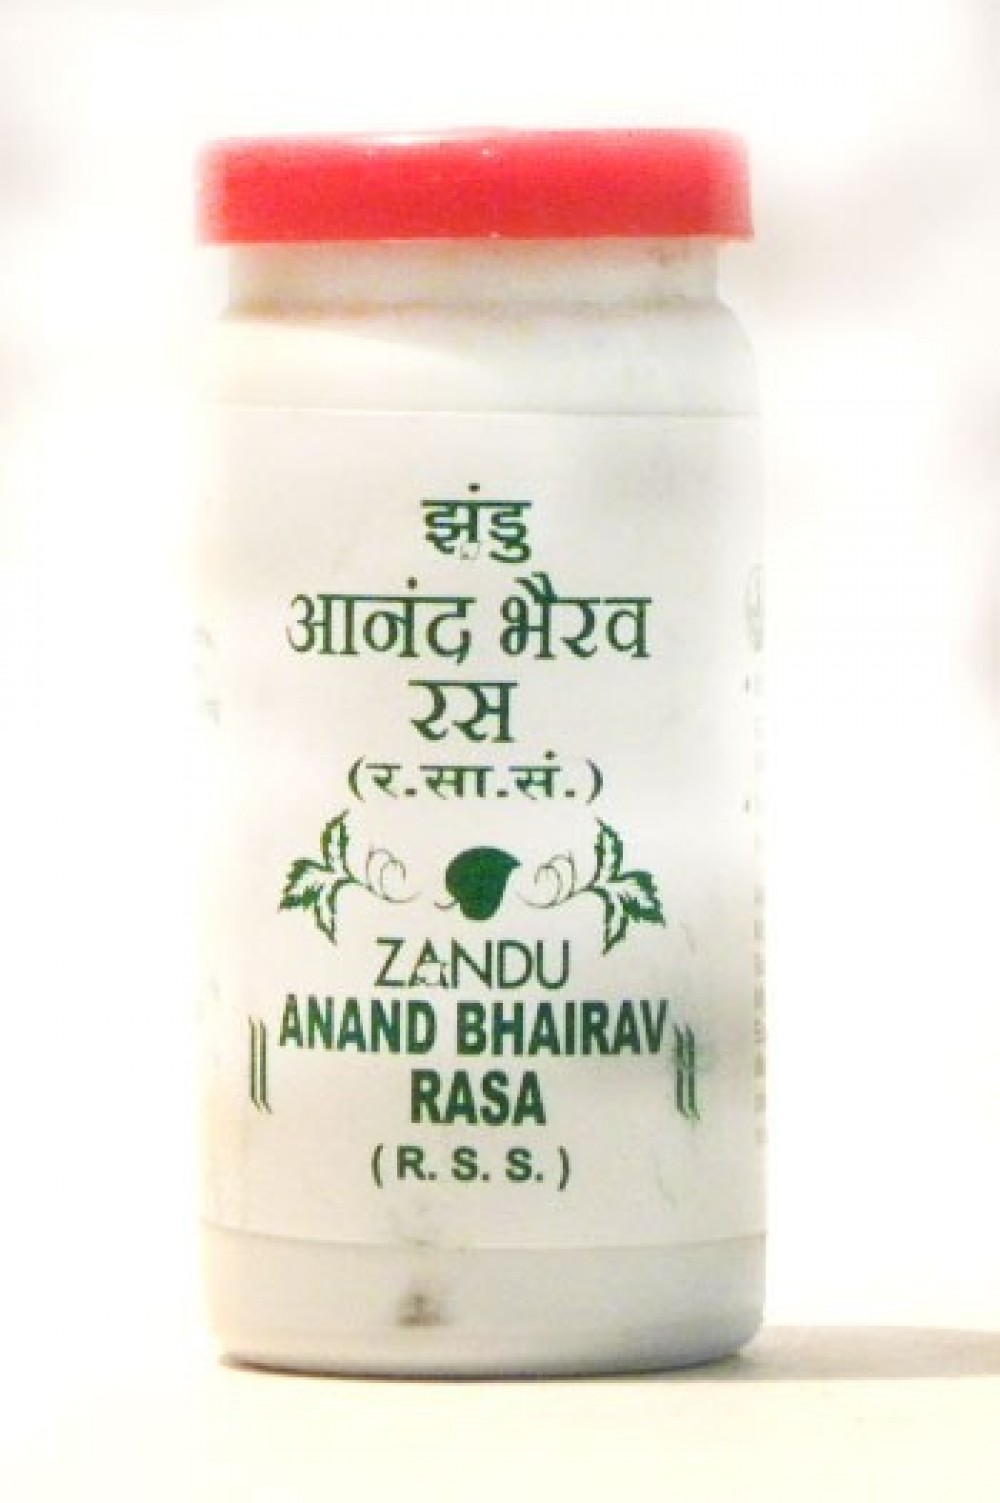 झंडु
आनंद भैरव
रस
(र.सा.सं.)
ZANDU
ANAND BHAIRAV
RASA
(R. S. S.)